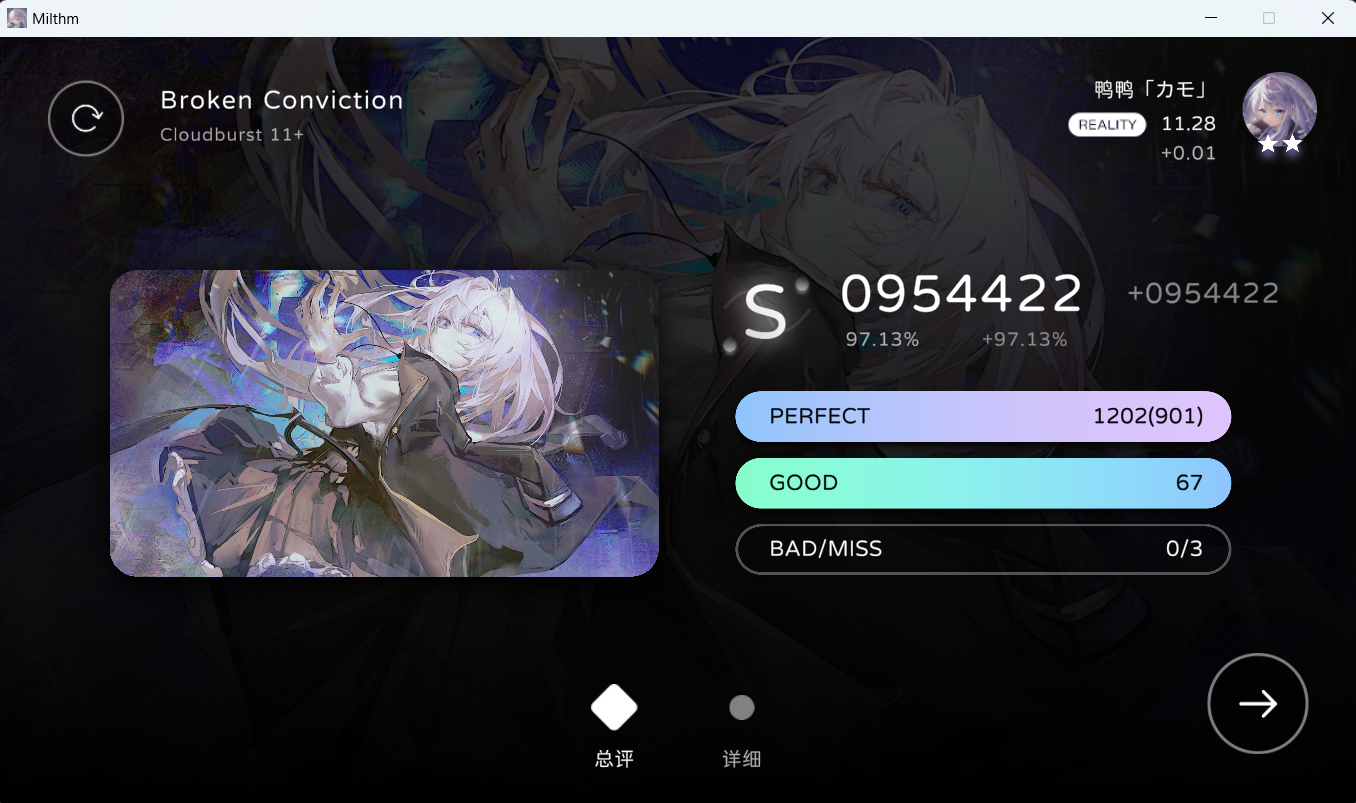 Milthm
Broken Conviction
Cloudburst 11+
鸭鸭「カモ」
REALITY 11.28
+0.01
S 0954422 +0954422
97.13% +97.13%
PERFECT 1202(901)
GOOD 67
BAD/MISS 0/3
总评 详细